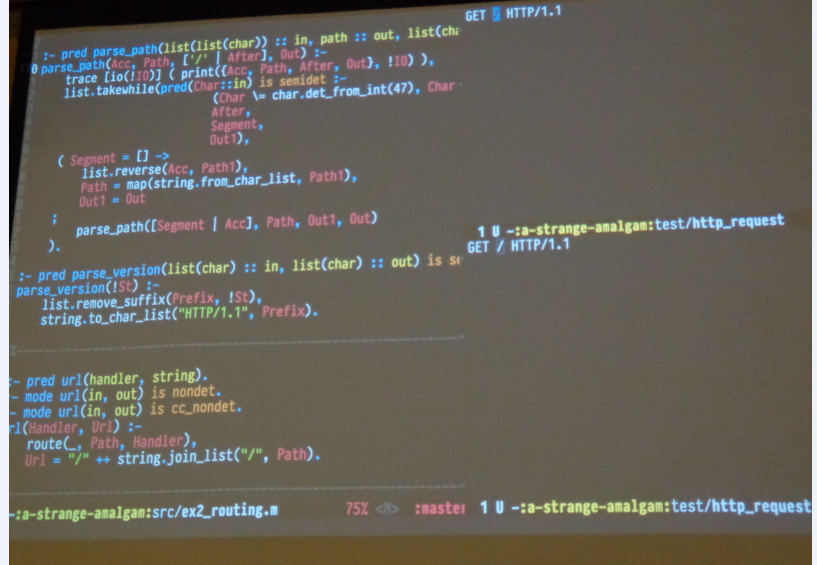 :- pred parse_path(list(list(char)) :: in, path :: out, list(cha
parse_path(Acc, Path, ['/' | After], Out) :-
trace [io(!IO)] ( print({Acc, Path, After, Out}, !IO) ),
list.takewhile(pred(Char::in) is semidet :-
(Char \= char.det_from_int(47), Char
After,
Segment,
Out1),
( Segment = [] ->
list.reverse(Acc, Path1),
Path = map(string.from_char_list, Path1),
Out1 = Out
;
parse_path([Segment | Acc], Path, Out1, Out)
).
:- pred parse_version(list(char) :: in, list(char) :: out) is se
parse_version(!St) :-
list.remove_suffix(Prefix, !St),
string.to_char_list("HTTP/1.1", Prefix).
:- pred url(handler, string).
- mode url(in, out) is nondet.
- mode url(in, out) is cc_nondet.
rl(Handler, Url) :-
route(_, Path, Handler),
Url = "/" ++ string.join_list("/", Path).
-:a-strange-amalgam:src/ex2_routing.m 75% <N> :master
GET / HTTP/1.1
1 U -:a-strange-amalgam:test/http_request
GET / HTTP/1.1
1 U -:a-strange-amalgam:test/http_request